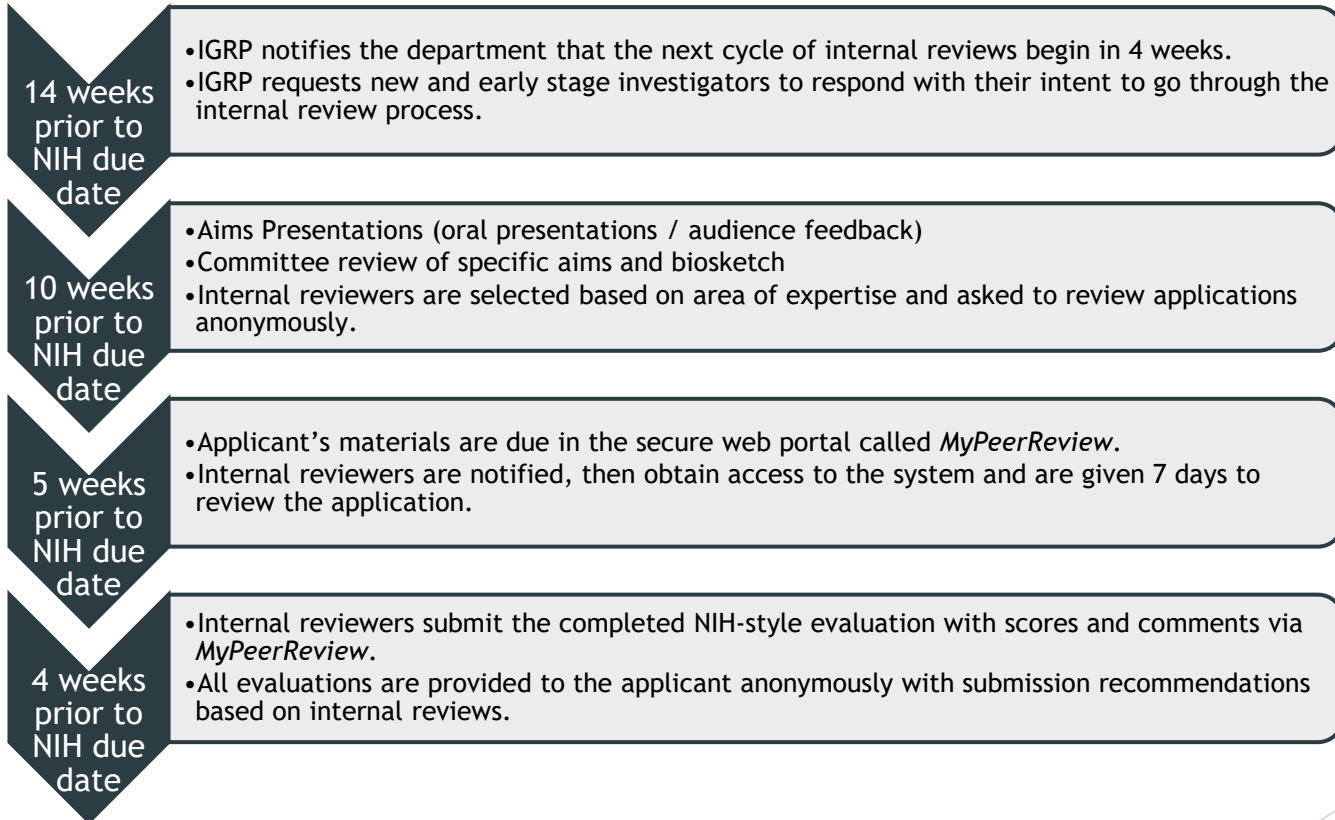 14 weeks
prior to
NIH due
date
•IGRP notifies the department that the next cycle of internal reviews begin in 4 weeks.
•IGRP requests new and early stage investigators to respond with their intent to go through the
internal review process.
10 weeks
prior to
NIH due
date
•Aims Presentations (oral presentations / audience feedback)
•Committee review of specific aims and biosketch
•Internal reviewers are selected based on area of expertise and asked to review applications
anonymously.
5 weeks
prior to
NIH due
date
•Applicant’s materials are due in the secure web portal called MyPeerReview.
•Internal reviewers are notified, then obtain access to the system and are given 7 days to
review the application.
4 weeks
prior to
NIH due
date
•Internal reviewers submit the completed NIH-style evaluation with scores and comments via
MyPeerReview.
•All evaluations are provided to the applicant anonymously with submission recommendations
based on internal reviews.